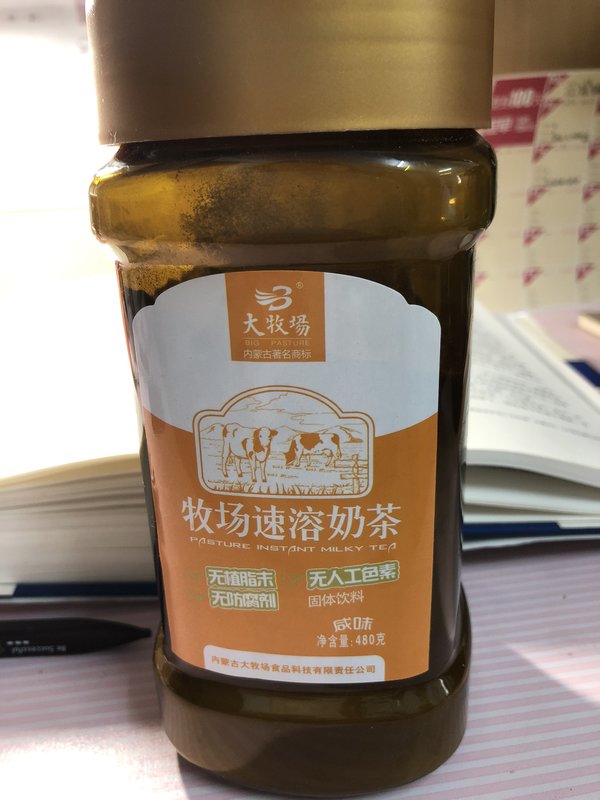 大牧场
BIG PASTURE
内蒙古著名商标
牧场速溶奶茶
PASTURE INSTANT MILKY TEA
无植脂末 无人工色素
无防腐剂 固体饮料
咸味
净含量:480克
内蒙古大牧场食品科技有限责任公司
Be Successful
100